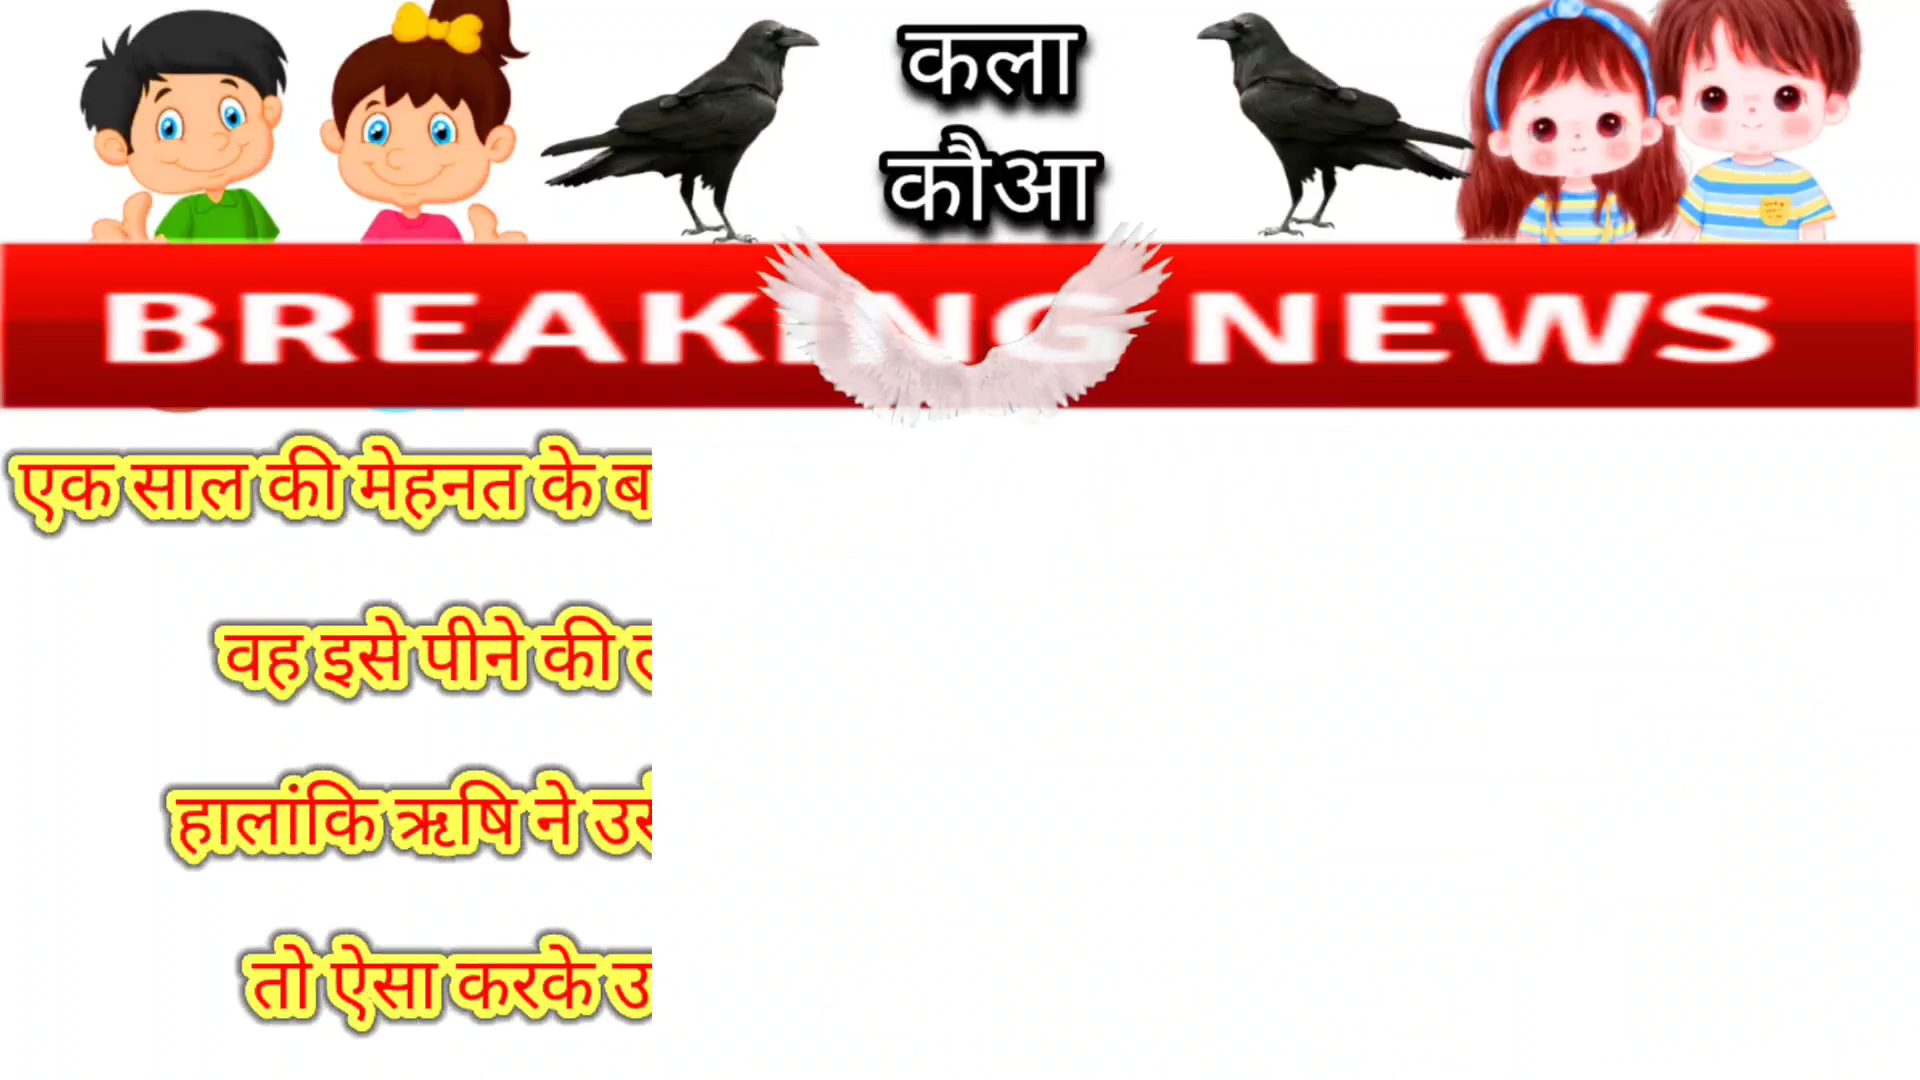 कला
कौआ
BREAKING NEWS
एक साल की मेहनत के
वह इसे पीने की
हालांकि ऋषि ने
तो ऐसा करके